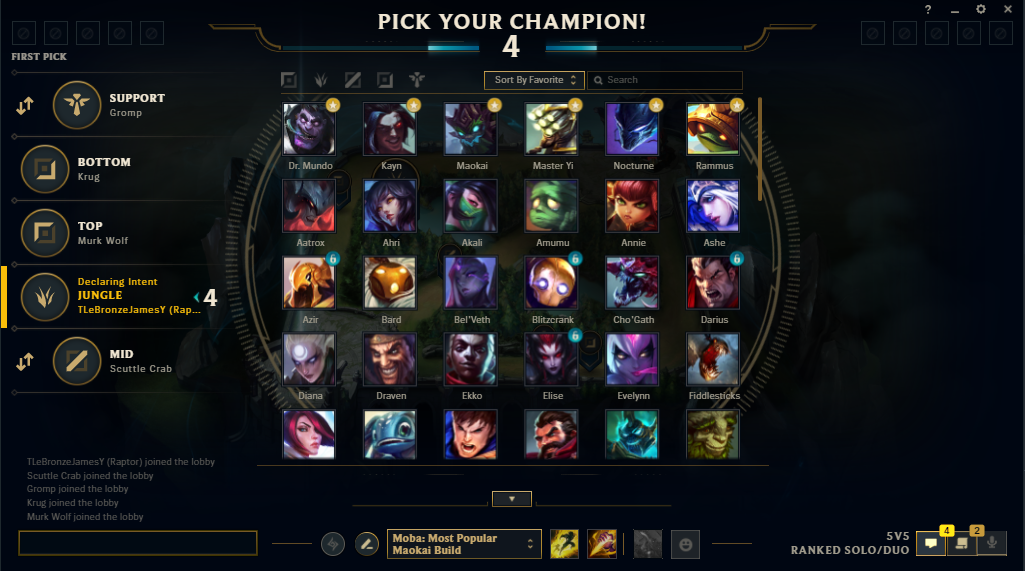 PICK YOUR CHAMPION!
4
?
FIRST PICK
SUPPORT
Gromp
BOTTOM
Krug
TOP
Murk Wolf
Declaring Intent
JUNGLE
TLeBronzeJamesY (Rap...
4
MID
Scuttle Crab
Sort By Favorite
Search
Dr. Mundo
Kayn
Maokai
Master Yi
Nocturne
Rammus
Aatrox
Ahri
Akali
Amumu
Annie
Ashe
6
6
6
Azir
Bard
Bel'Veth
Blitzcrank
Cho'Gath
Darius
6
Diana
Draven
Ekko
Elise
Evelynn
Fiddlesticks
TLeBronzeJamesY (Raptor) joined the lobby
Scuttle Crab joined the lobby
Gromp joined the lobby
Krug joined the lobby
Murk Wolf joined the lobby
Moba: Most Popular
Maokai Build
5V5
RANKED SOLO/DUO
4
2